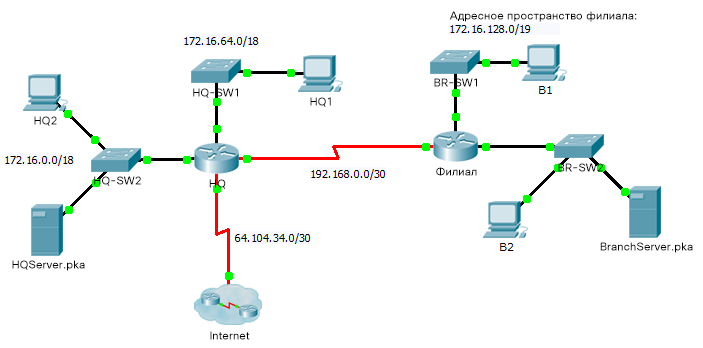 Адресное пространство филиала:
172.16.128.0/19
172.16.64.0/18
BR-SW1
B1
HQ-SW1
HQ1
HQ2
172.16.0.0/18
HQ-SW2
HQ
192.168.0.0/30
Филиал
BR-SW2
64.104.34.0/30
HQServer.pka
B2
BranchServer.pka
Internet